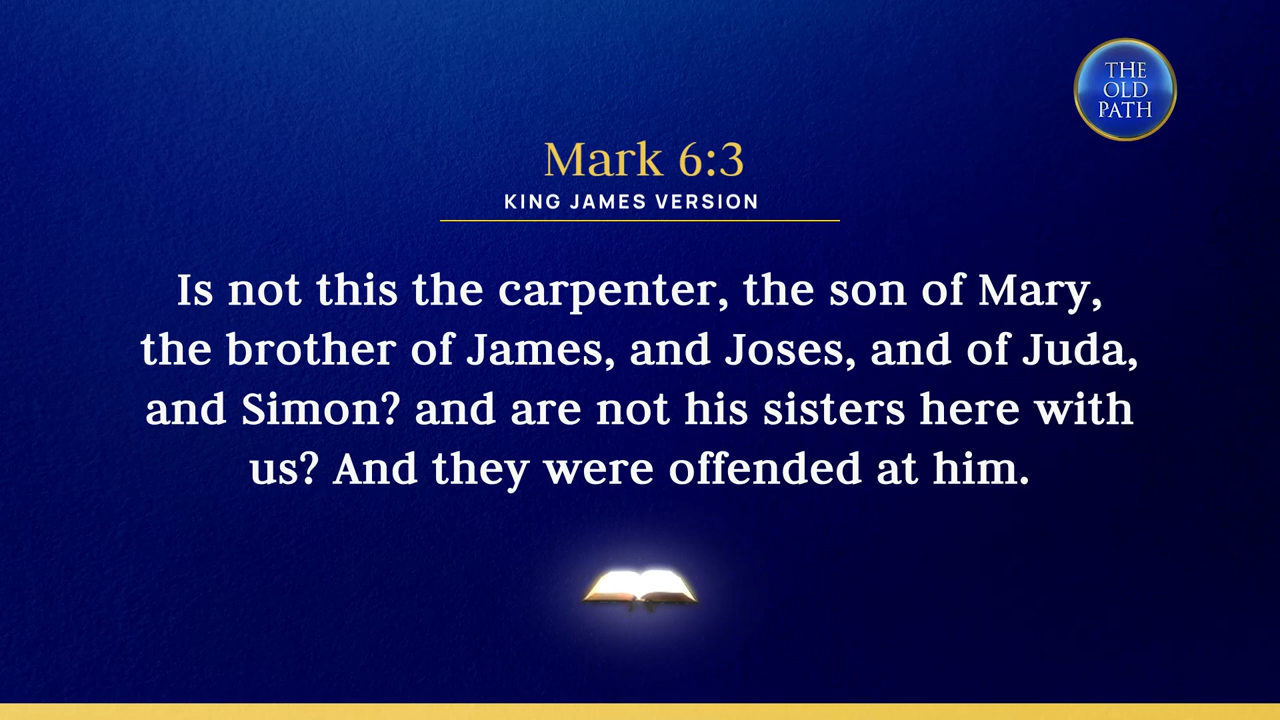 THE
OLD
PATH
Mark 6:3
KING JAMES VERSION
Is not this the carpenter, the son of Mary,
the brother of James, and Joses, and of Juda,
and Simon? and are not his sisters here with
us? And they were offended at him.